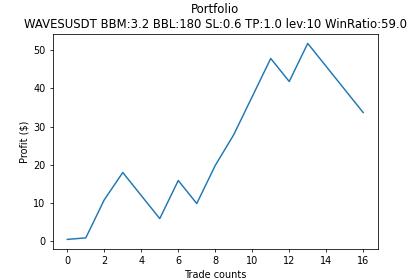 Portfolio
WAVESUSDT BBM:3.2 BBL:180 SL:0.6 TP:1.0 lev:10 WinRatio:59.0
50
40
30
20
10
0
Profit ($)
0 2 4 6 8 10 12 14 16
Trade counts